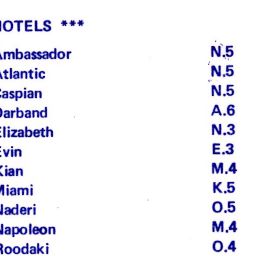 HOTELS ***
Ambassador N.5
Atlantic N.5
Caspian N.5
Darband A.6
Elizabeth N.3
Evin E.3
Kian M.4
Miami K.5
Naderi O.5
Napoleon M.4
Roodaki O.4